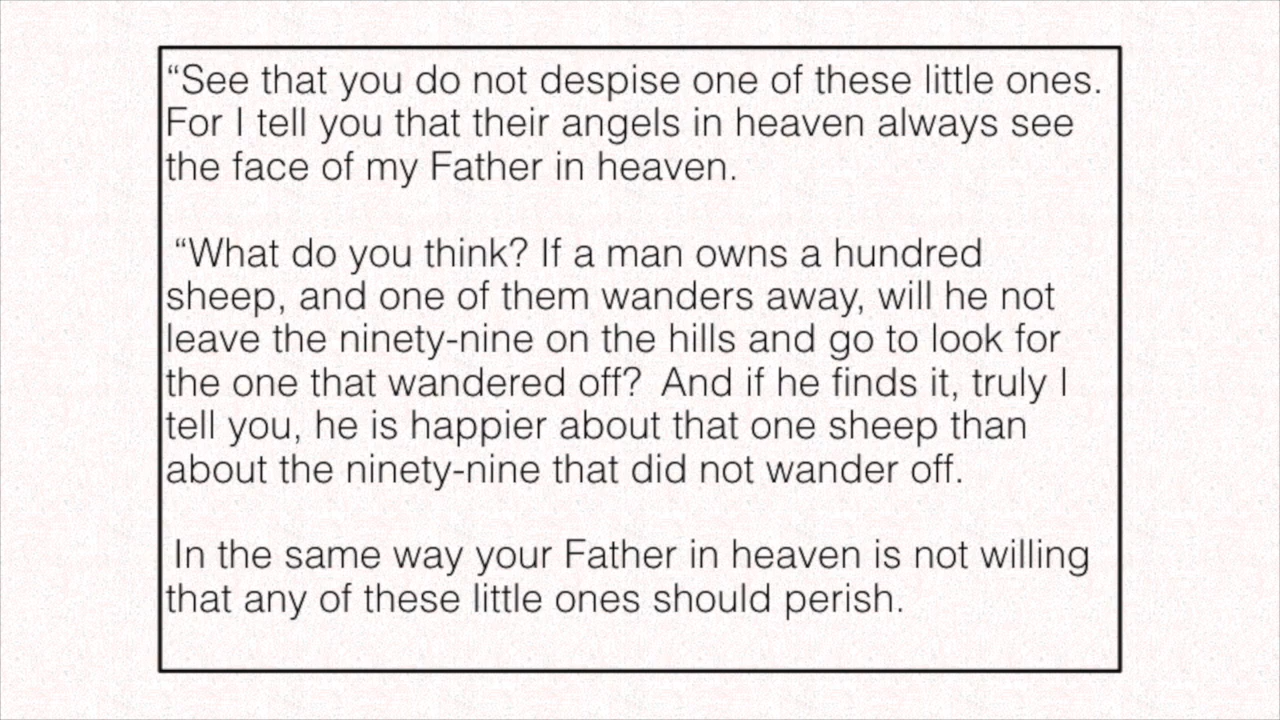 “See that you do not despise one of these little ones.
For I tell you that their angels in heaven always see
the face of my Father in heaven.
“What do you think? If a man owns a hundred
sheep, and one of them wanders away, will he not
leave the ninety-nine on the hills and go to look for
the one that wandered off?  And if he finds it, truly I
tell you, he is happier about that one sheep than
about the ninety-nine that did not wander off.
In the same way your Father in heaven is not willing
that any of these little ones should perish.